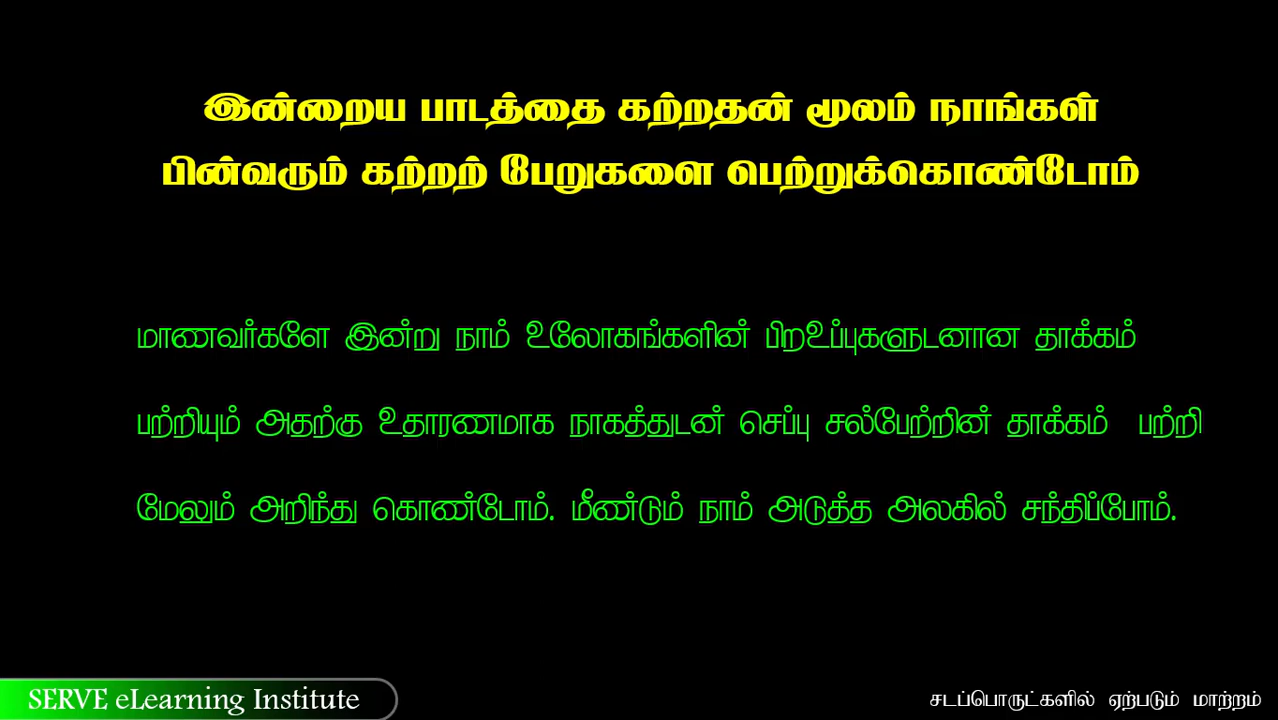 இன்றைய பாடத்தை கற்றதன் மூலம் நாங்கள்
பின்வரும் கற்றற் பேறுகளை பெற்றுக்கொண்டோம்
மாணவர்களே இன்று நாம் உலோகங்களின் பிறஉப்புகளுடனான தாக்கம்
பற்றியும் அதற்கு உதாரணமாக நாகத்துடன் செப்பு சல்பேற்றின் தாக்கம் பற்றி
மேலும் அறிந்து கொண்டோம். மீண்டும் நாம் அடுத்த அலகில் சந்திப்போம்.
SERVE eLearning Institute
சடப்பொருட்களில் ஏற்படும் மாற்றம்